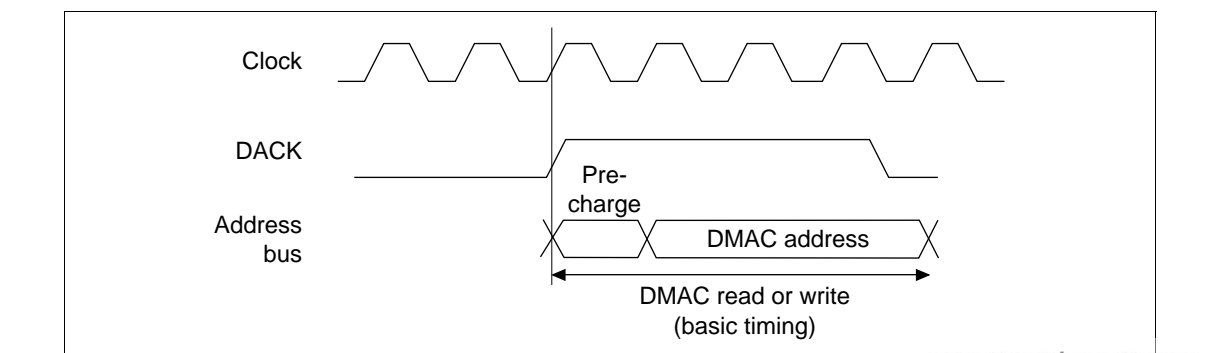 Clock
DACK
Pre-
charge
Address
bus
DMAC address
DMAC read or write
(basic timing)